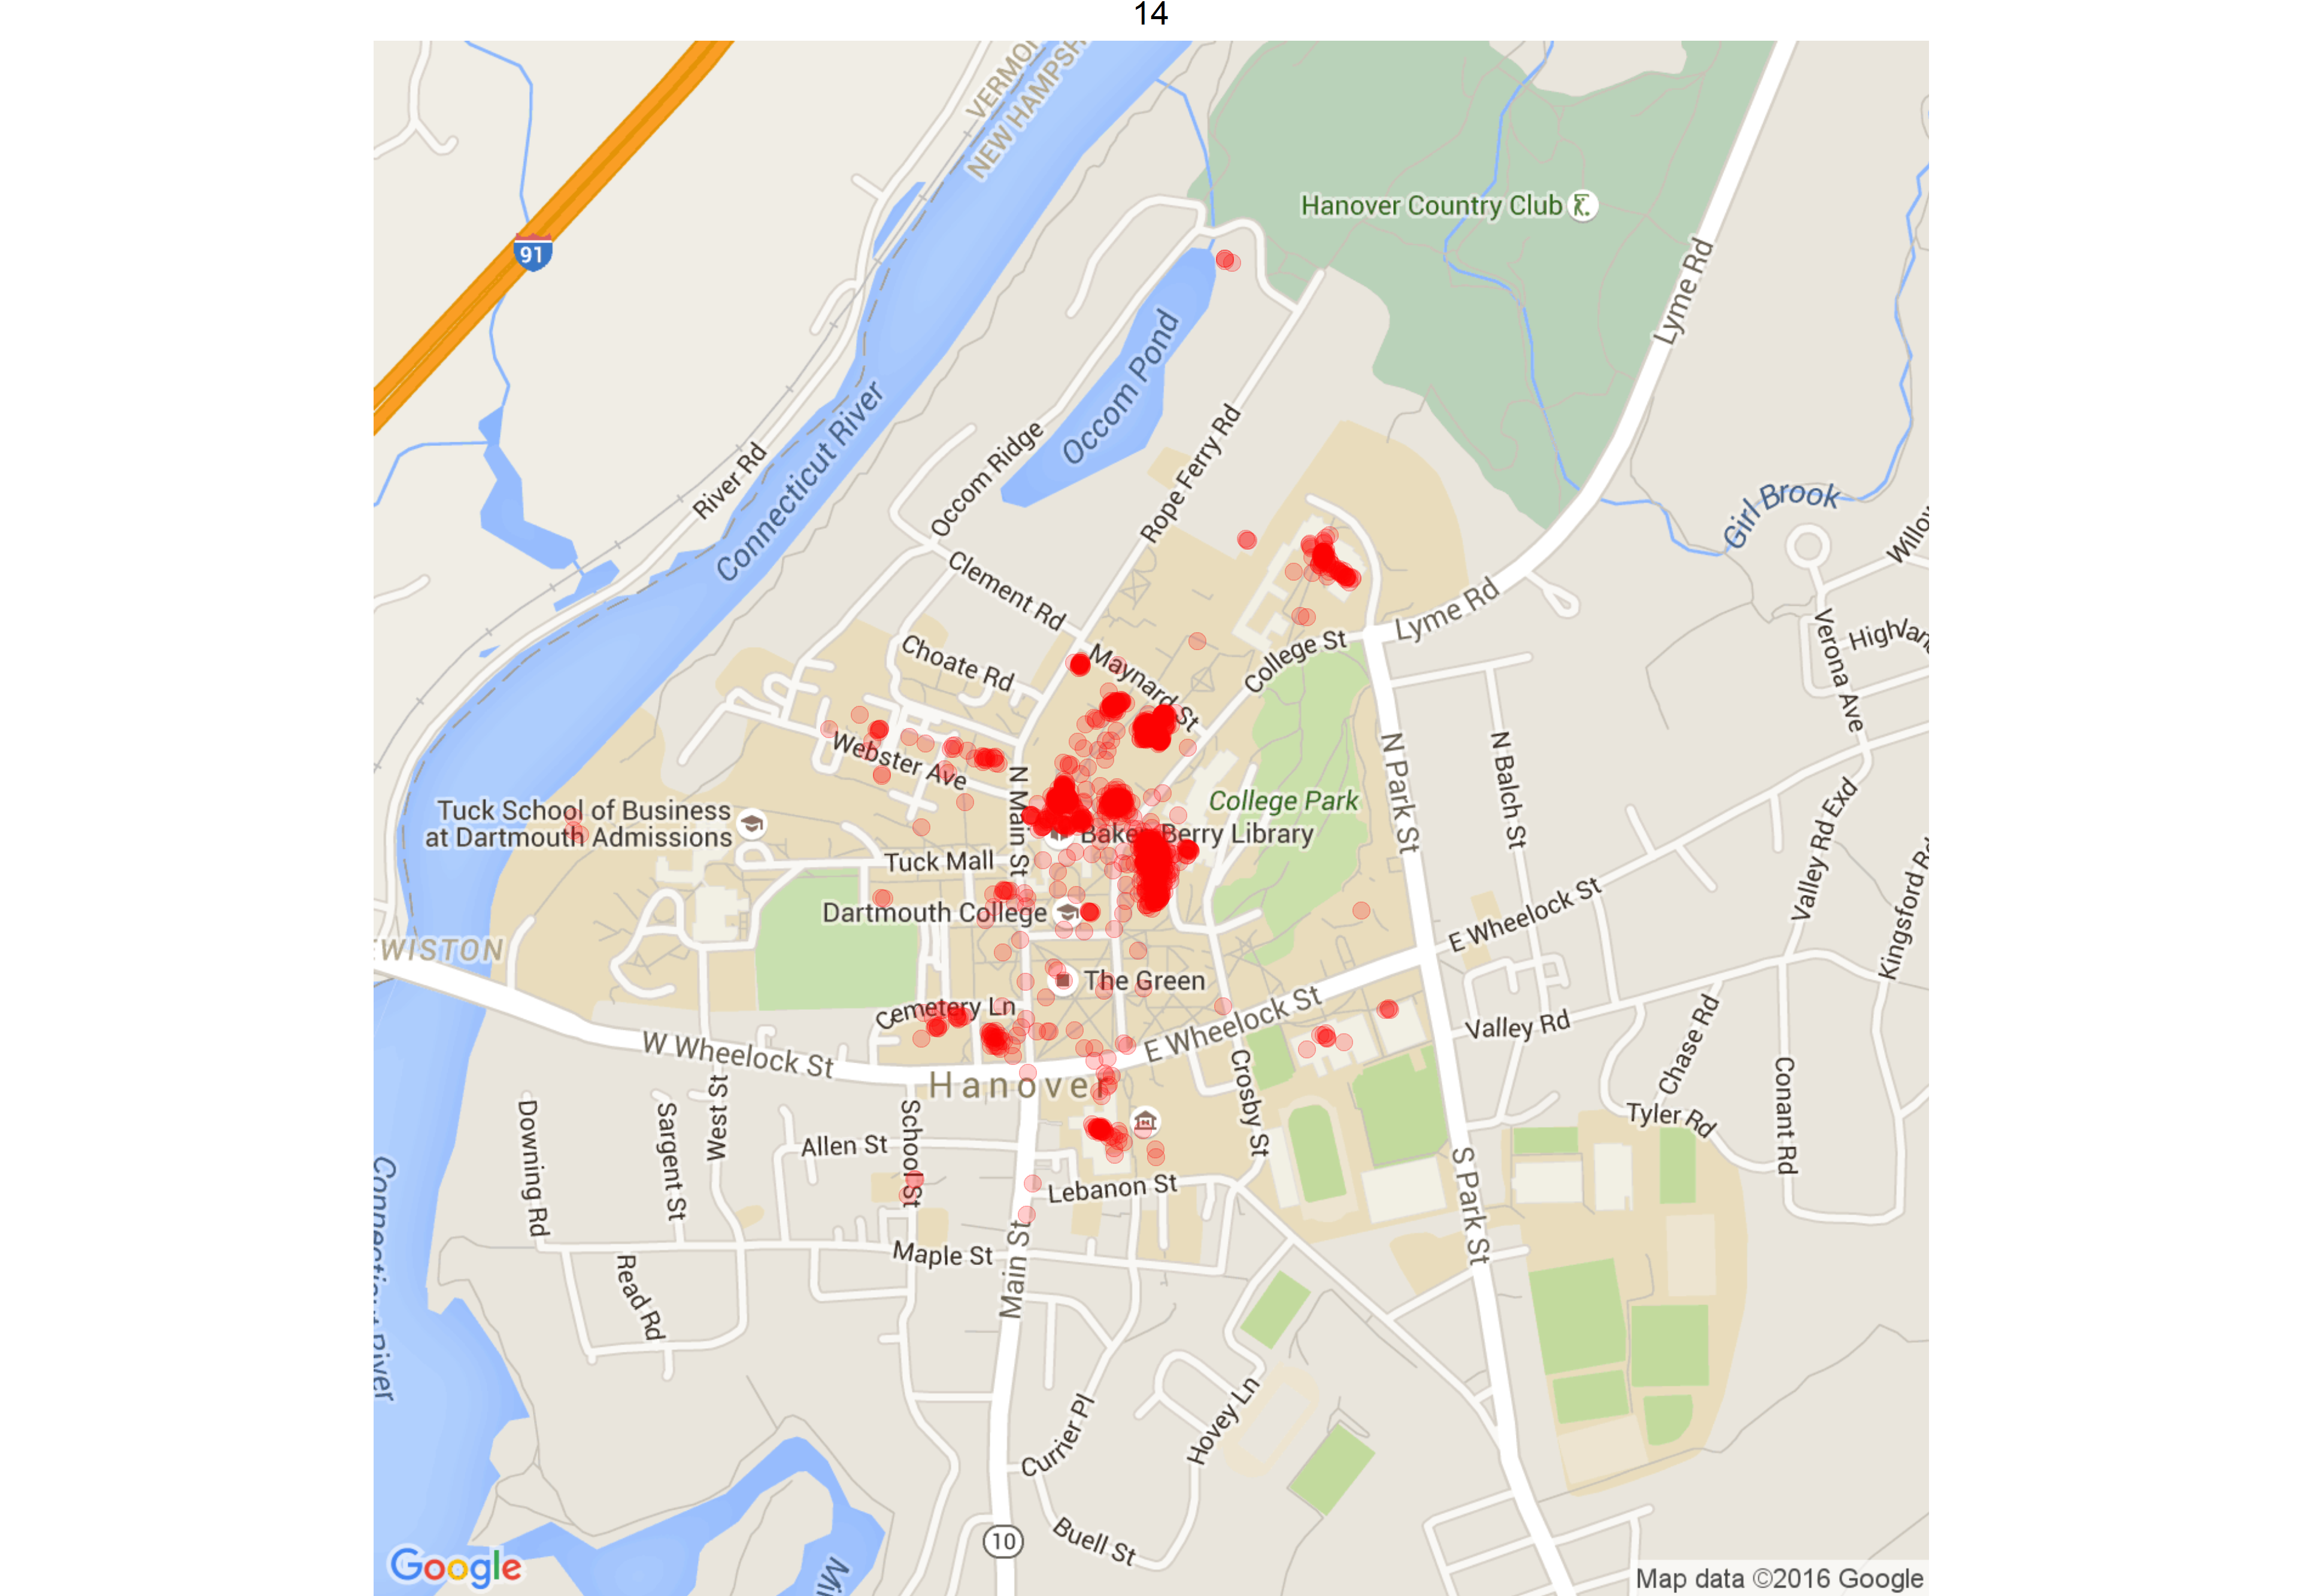 14
VERMON
NEW HAMPSH
Hanover Country Club
91
Lyme Rd
Occom Pond
Connecticut River
River Rd
Occom Ridge
Rope Ferry Rd
Girl Brook
Willow
Clement Rd
Lyme Rd
Verona Ave
Highlan
Choate Rd
Maynard St
College St
N Park St
N Balch St
Webster Ave
N Main St
Tuck School of Business
at Dartmouth Admissions
College Park
Baker-Berry Library
Valley Rd Exd
Kingsford Rd
Tuck Mall
Dartmouth College
E Wheelock St
EWISTON
The Green
Cemetery Ln
E Wheelock St
Valley Rd
Chase Rd
W Wheelock St
Hanover
Crosby St
Conant Rd
Tyler Rd
Downing Rd
Sargent St
West St
School St
Allen St
Lebanon St
S Park St
Connecticut River
Maple St
Main St
Read Rd
Currier Pl
Hovey Ln
10
Buell St
Mi
Google
Map data ©2016 Google